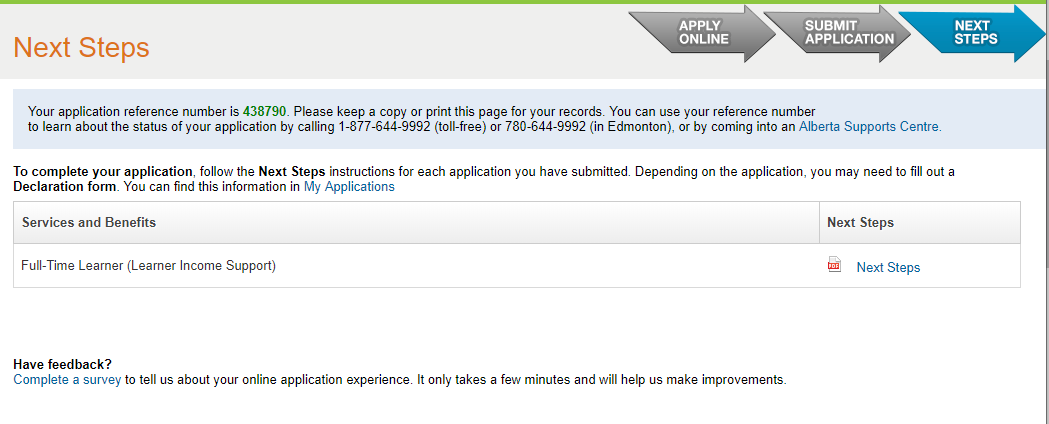 Next Steps
APPLY
ONLINE
SUBMIT
APPLICATION
NEXT
STEPS
Your application reference number is 438790. Please keep a copy or print this page for your records. You can use your reference number
to learn about the status of your application by calling 1-877-644-9992 (toll-free) or 780-644-9992 (in Edmonton), or by coming into an Alberta Supports Centre.
To complete your application, follow the Next Steps instructions for each application you have submitted. Depending on the application, you may need to fill out a
Declaration form. You can find this information in My Applications
Services and Benefits
Next Steps
Full-Time Learner (Learner Income Support)
Next Steps
Have feedback?
Complete a survey to tell us about your online application experience. It only takes a few minutes and will help us make improvements.